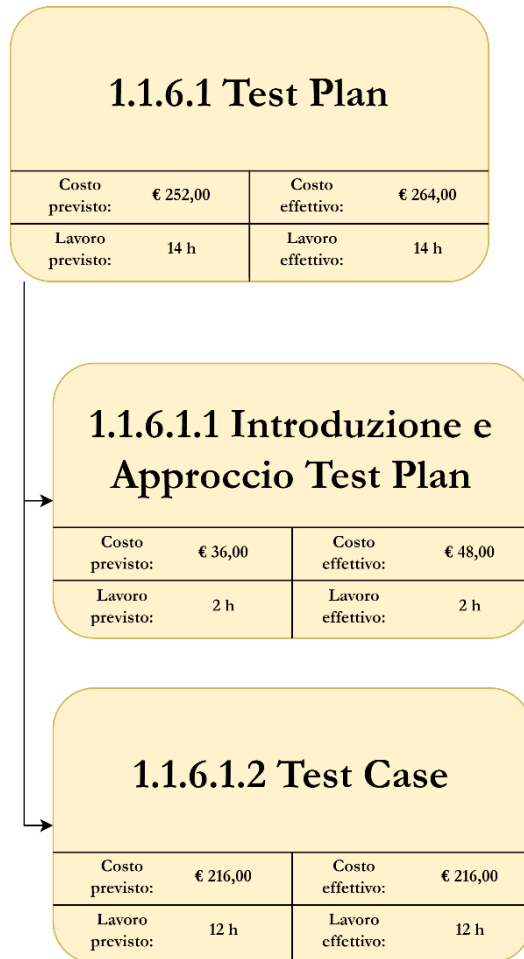 1.1.6.1 Test Plan
Costo
previsto:
€ 252,00
Costo
effettivo:
€ 264,00
Lavoro
previsto:
14 h
Lavoro
effettivo:
14 h
1.1.6.1.1 Introduzione e
Approccio Test Plan
Costo
previsto:
€ 36,00
Costo
effettivo:
€ 48,00
Lavoro
previsto:
2 h
Lavoro
effettivo:
2 h
1.1.6.1.2 Test Case
Costo
previsto:
€ 216,00
Costo
effettivo:
€ 216,00
Lavoro
previsto:
12 h
Lavoro
effettivo:
12 h